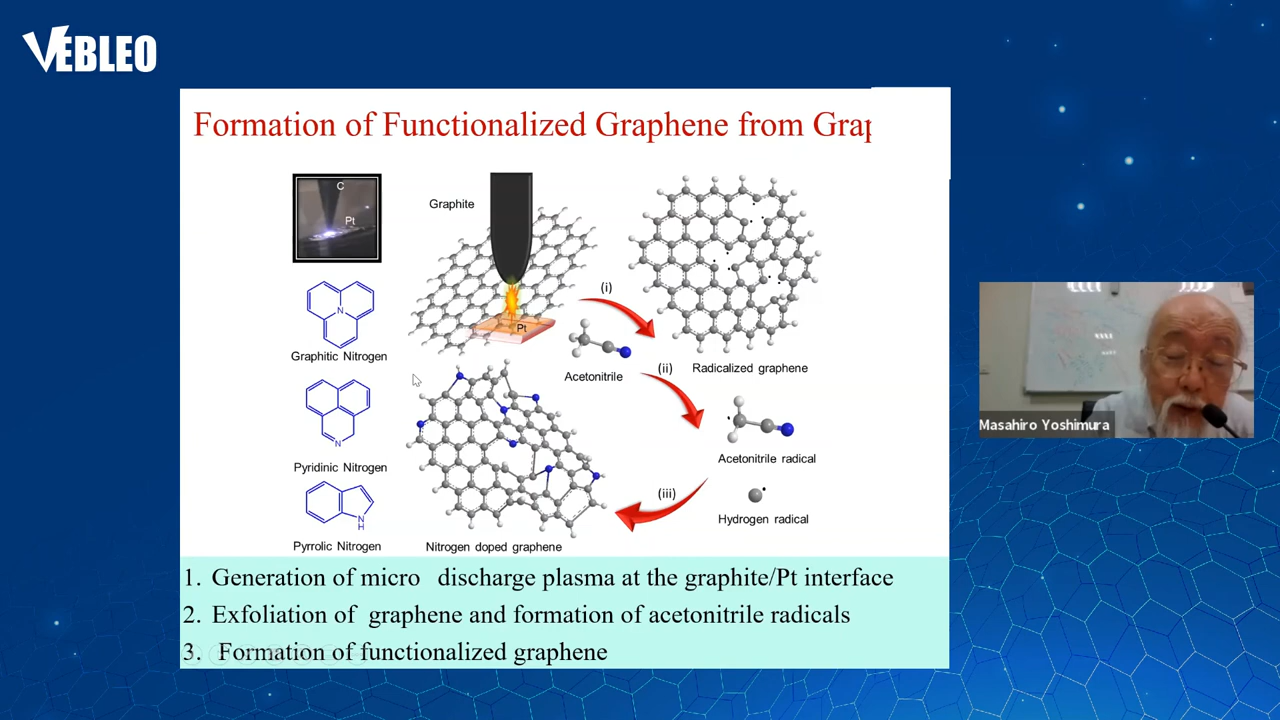 VEBLEO
Formation of Functionalized Graphene from Grap
C
Pt
Graphite
Pt
(i)
Acetonitrile
(ii)
Radicalized graphene
N
Graphitic Nitrogen
N
Pyridinic Nitrogen
Acetonitrile radical
(iii)
Hydrogen radical
N
H
Pyrrolic Nitrogen
Nitrogen doped graphene
1. Generation of micro discharge plasma at the graphite/Pt interface
2. Exfoliation of graphene and formation of acetonitrile radicals
3. Formation of functionalized graphene
Masahiro Yoshimura